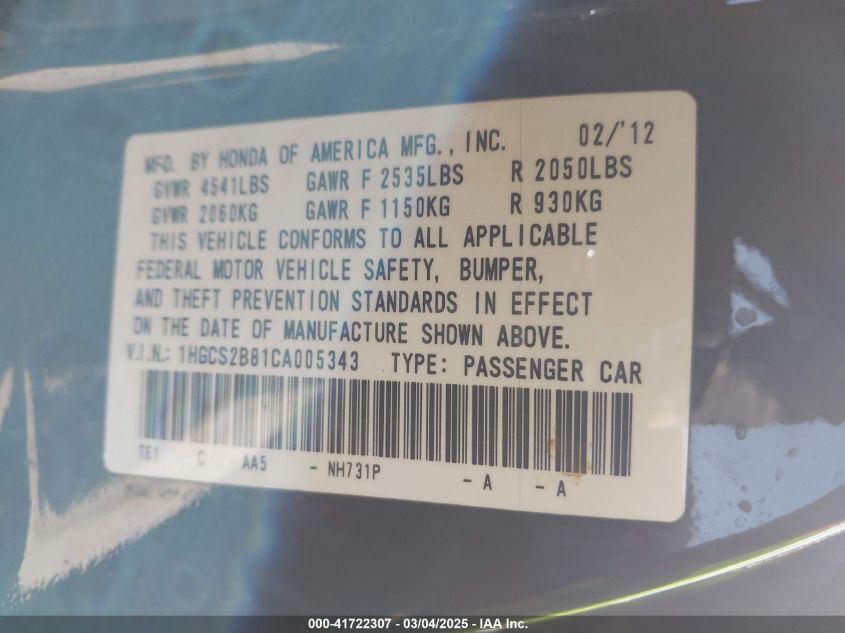 MFD. BY HONDA OF AMERICA MFG., INC. 02/'12
GVWR 4541LBS GAWR F 2535LBS R 2050LBS
GVWR 2060KG GAWR F 1150KG R 930KG
THIS VEHICLE CONFORMS TO ALL APPLICABLE
FEDERAL MOTOR VEHICLE SAFETY, BUMPER,
AND THEFT PREVENTION STANDARDS IN EFFECT
ON THE DATE OF MANUFACTURE SHOWN ABOVE.
V.I.N.: 1HGCS2B81CA005343 TYPE: PASSENGER CAR
TE1 C AA5 - NH731P - A - A
000-41722307 - 03/04/2025 - IAA Inc.